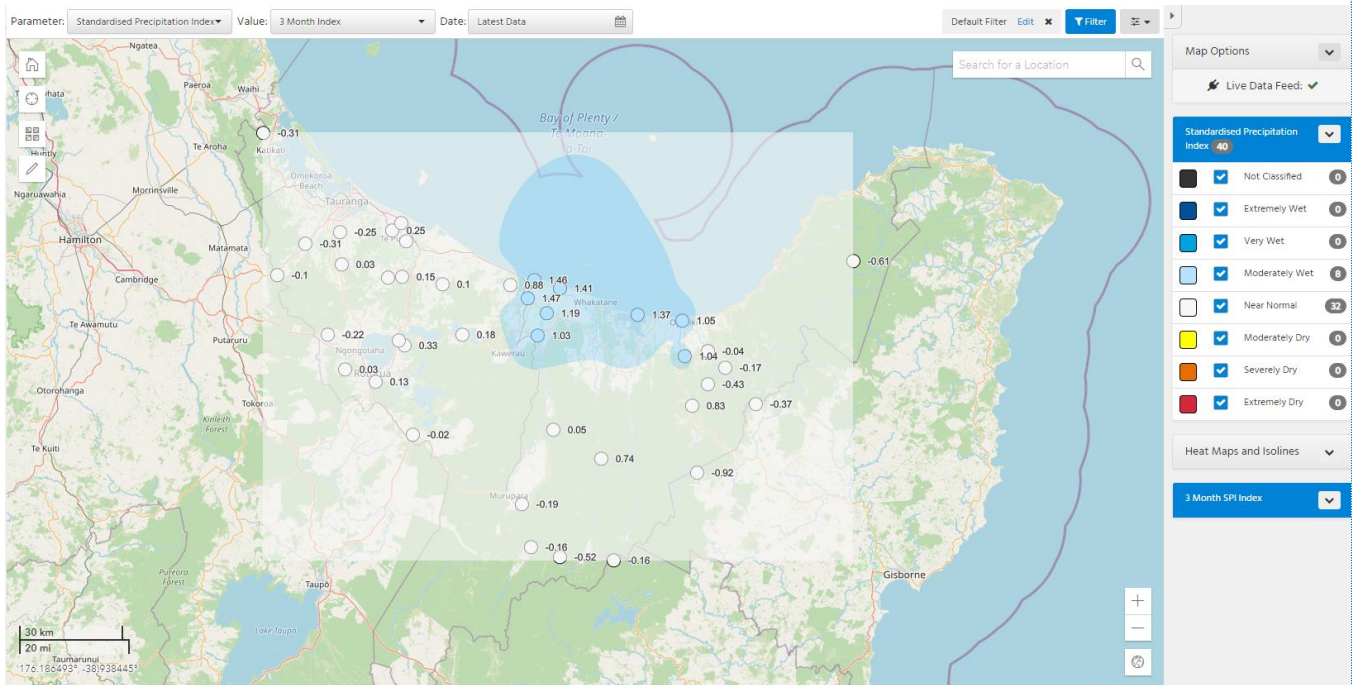 Parameter: Standardised Precipitation Index Value: 3 Month Index Date: Latest Data
Default Filter Edit × Filter
Search for a Location
Map Options
Live Data Feed:
Standardised Precipitation
Index 40
Not Classified 0
Extremely Wet 0
Very Wet 0
Moderately Wet 8
Near Normal 32
Moderately Dry 0
Severely Dry 0
Extremely Dry 0
Heat Maps and Isolines
3 Month SPI Index
Ngatea
Paeroa
Waihi
Bay of Plenty /
Te Moana-
a-Toi
-0.31
Te Aroha
Katikati
Huntly
Omokoroa
Beach
Morrinsville
Ngaruawahia
Tauranga
-0.25
0.25
Hamilton
-0.31
Matamata
-0.61
0.03
-0.1
0.15
0.1
Cambridge
0.88
1.46
1.41
1.47
Whakatane
1.19
1.37
1.05
Te Awamutu
Putaruru
-0.22
0.33
0.18
1.03
Ngongotaha
Kawerau
1.04
-0.04
-0.17
0.03
0.13
-0.43
Otorohanga
Tokoroa
0.83
-0.37
Kinleith
Forest
-0.02
0.05
Te Kuiti
0.74
-0.92
Murupara
-0.19
-0.16
-0.52
-0.16
Pureora
Forest
Taupō
Gisborne
Lake Taupō
30 km
20 mi
Taumarunui
176.186493°, -38.938445°
+
−